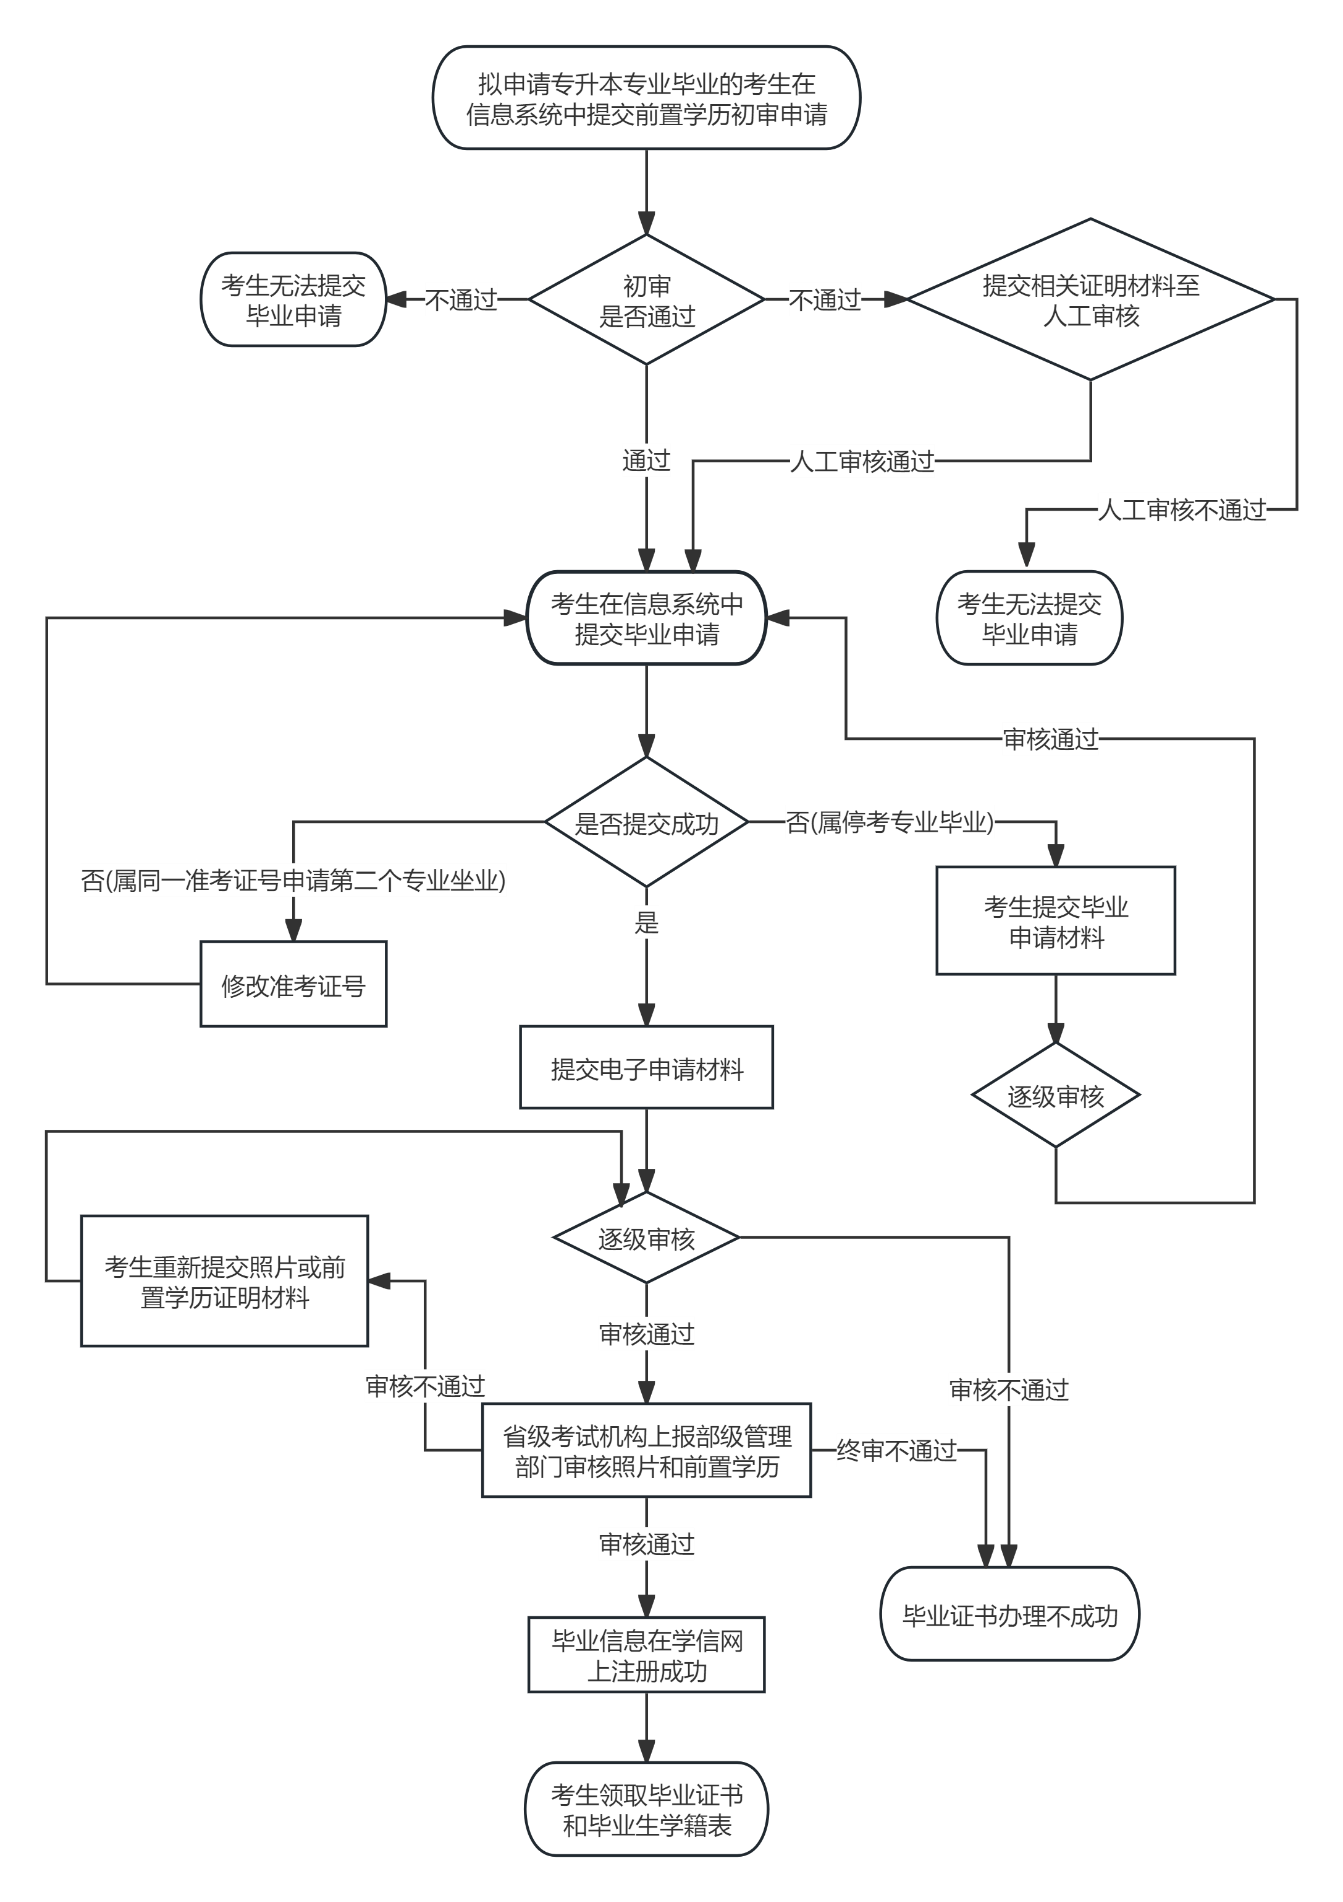 拟申请专升本专业毕业的考生在
信息系统中提交前置学历初审申请
考生无法提交
毕业申请
不通过
初审
是否通过
不通过
提交相关证明材料至
人工审核
通过
人工审核通过
人工审核不通过
考生在信息系统中
提交毕业申请
考生无法提交
毕业申请
审核通过
是否提交成功
否(属停考专业毕业)
否(属同一准考证号申请第二个专业坐业)
是
考生提交毕业
申请材料
修改准考证号
提交电子申请材料
逐级审核
逐级审核
考生重新提交照片或前
置学历证明材料
审核通过
审核不通过
审核不通过
省级考试机构上报部级管理
部门审核照片和前置学历
终审不通过
审核通过
毕业证书办理不成功
毕业信息在学信网
上注册成功
考生领取毕业证书
和毕业生学籍表